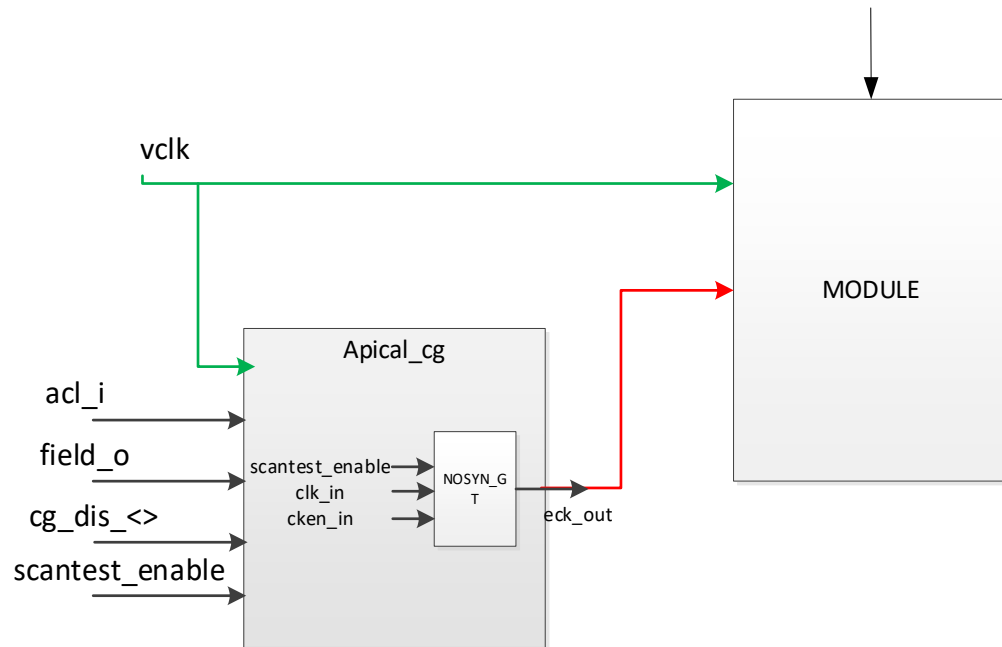 vclk
MODULE
Apical_cg
acl_i
field_o
cg_dis_<>
scantest_enable
scantest_enable
clk_in
cken_in
NOSYN_G
T
eck_out